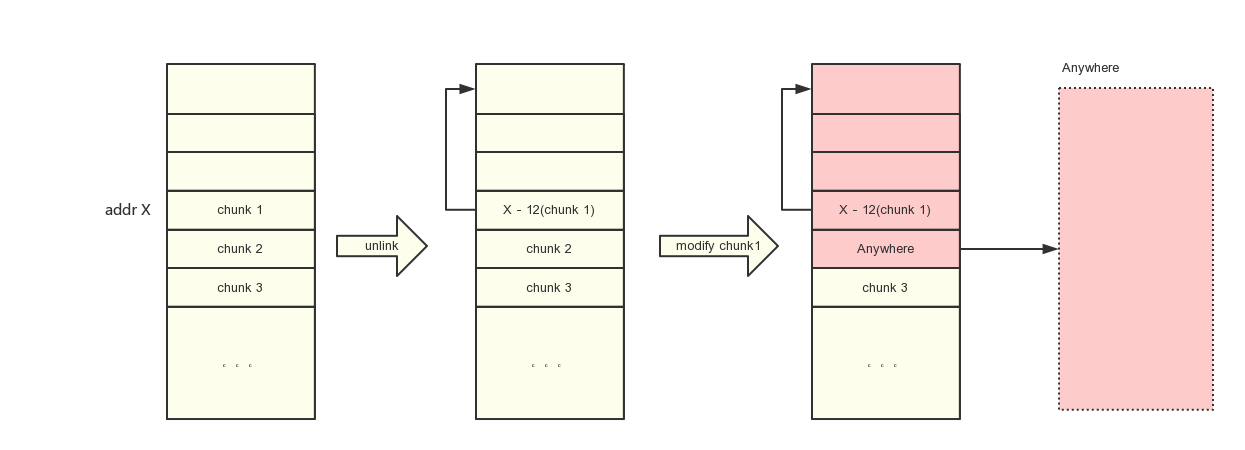 Anywhere
addr X
chunk 1
X - 12(chunk 1)
X - 12(chunk 1)
unlink
modify chunk1
chunk 2
chunk 2
Anywhere
chunk 3
chunk 3
chunk 3
。。。
。。。
。。。